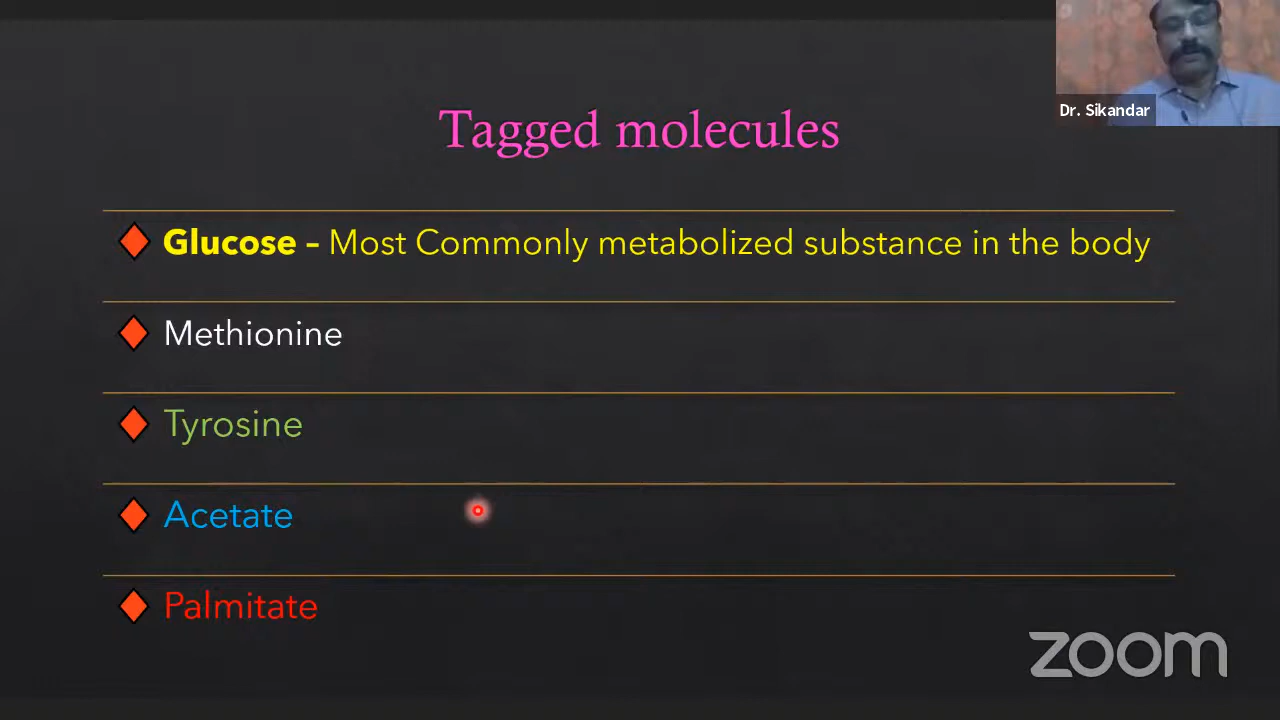 Dr. Sikandar
Tagged molecules
Glucose – Most Commonly metabolized substance in the body
Methionine
Tyrosine
Acetate
Palmitate
zoom